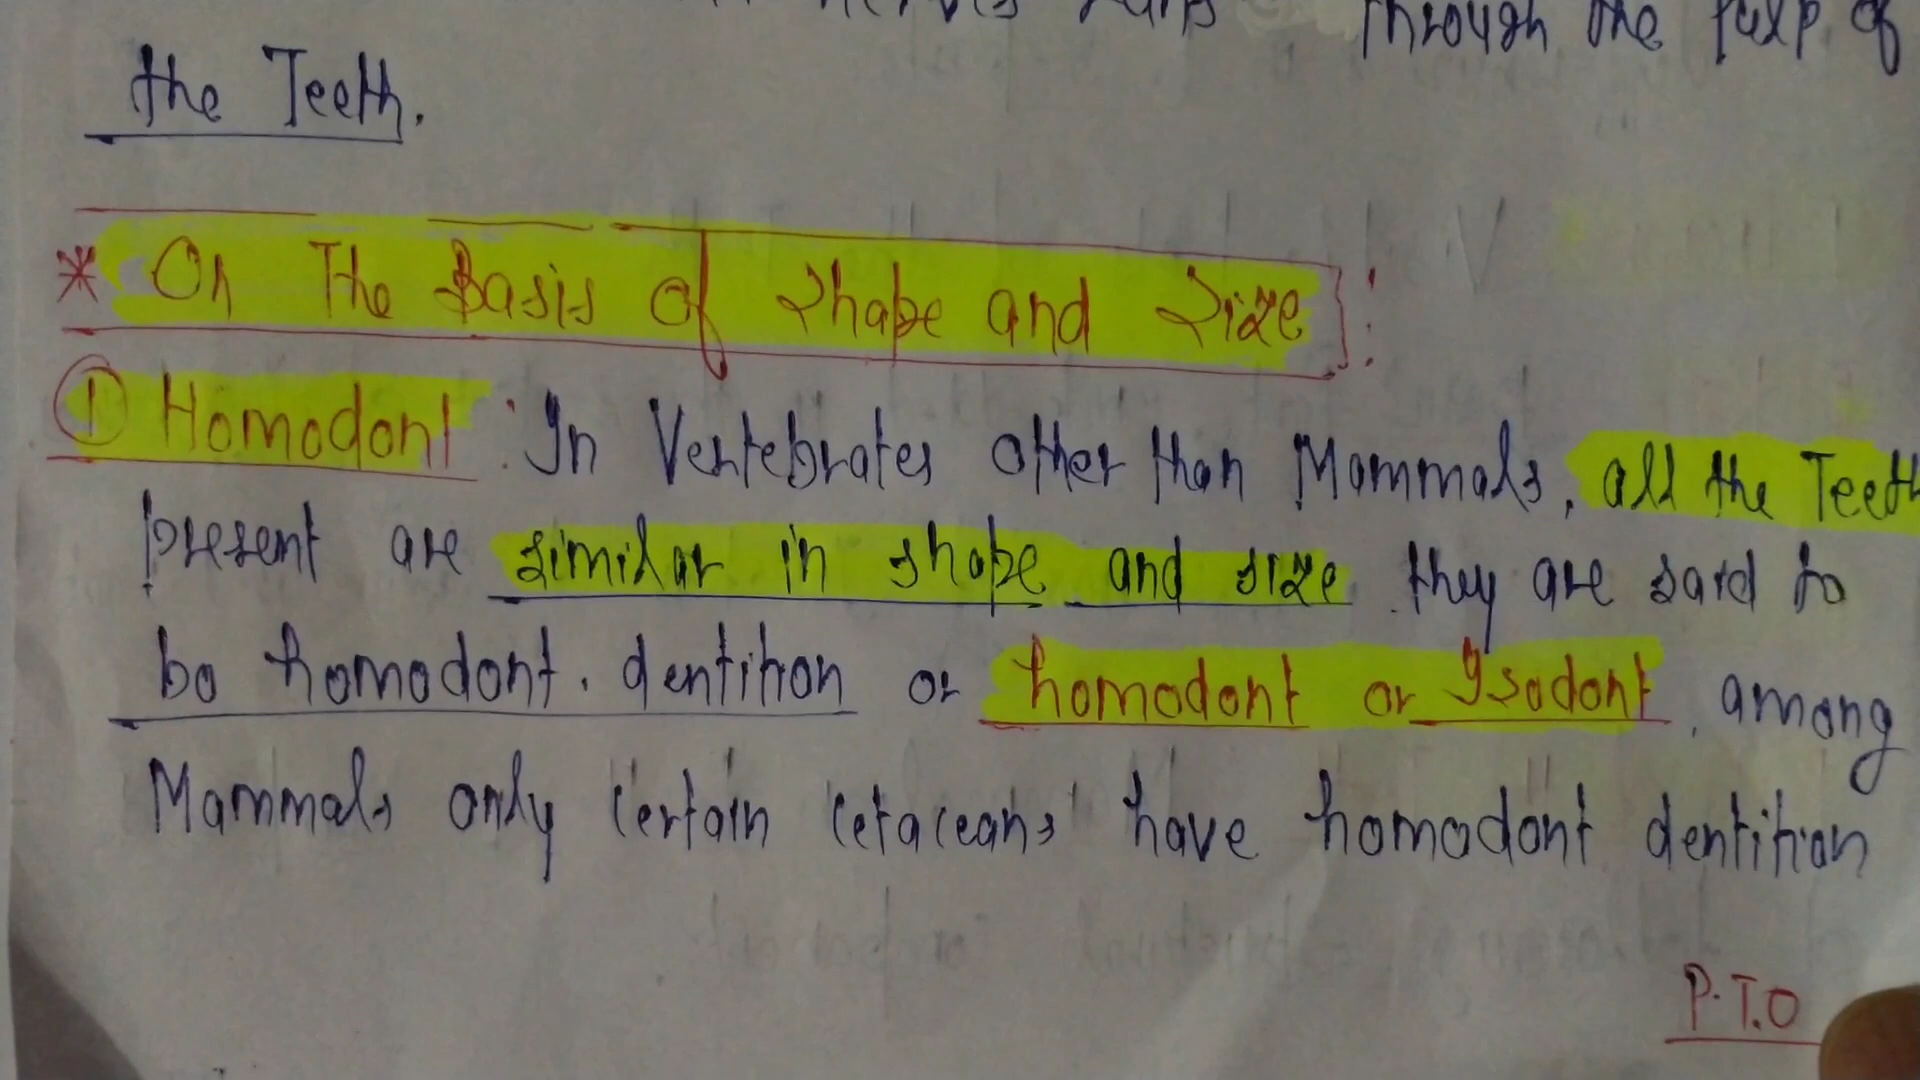 through the pulp of
the Teeth.
* On The Basis of shape and size :
① Homodont : In Vertebrates other than Mammals, all the Teeth
present are similar in shape and size they are said to
be homodont. dentition or homodont or Isodont, among
Mammals only certain 'cetaceans' have homodont dentition
P.T.O